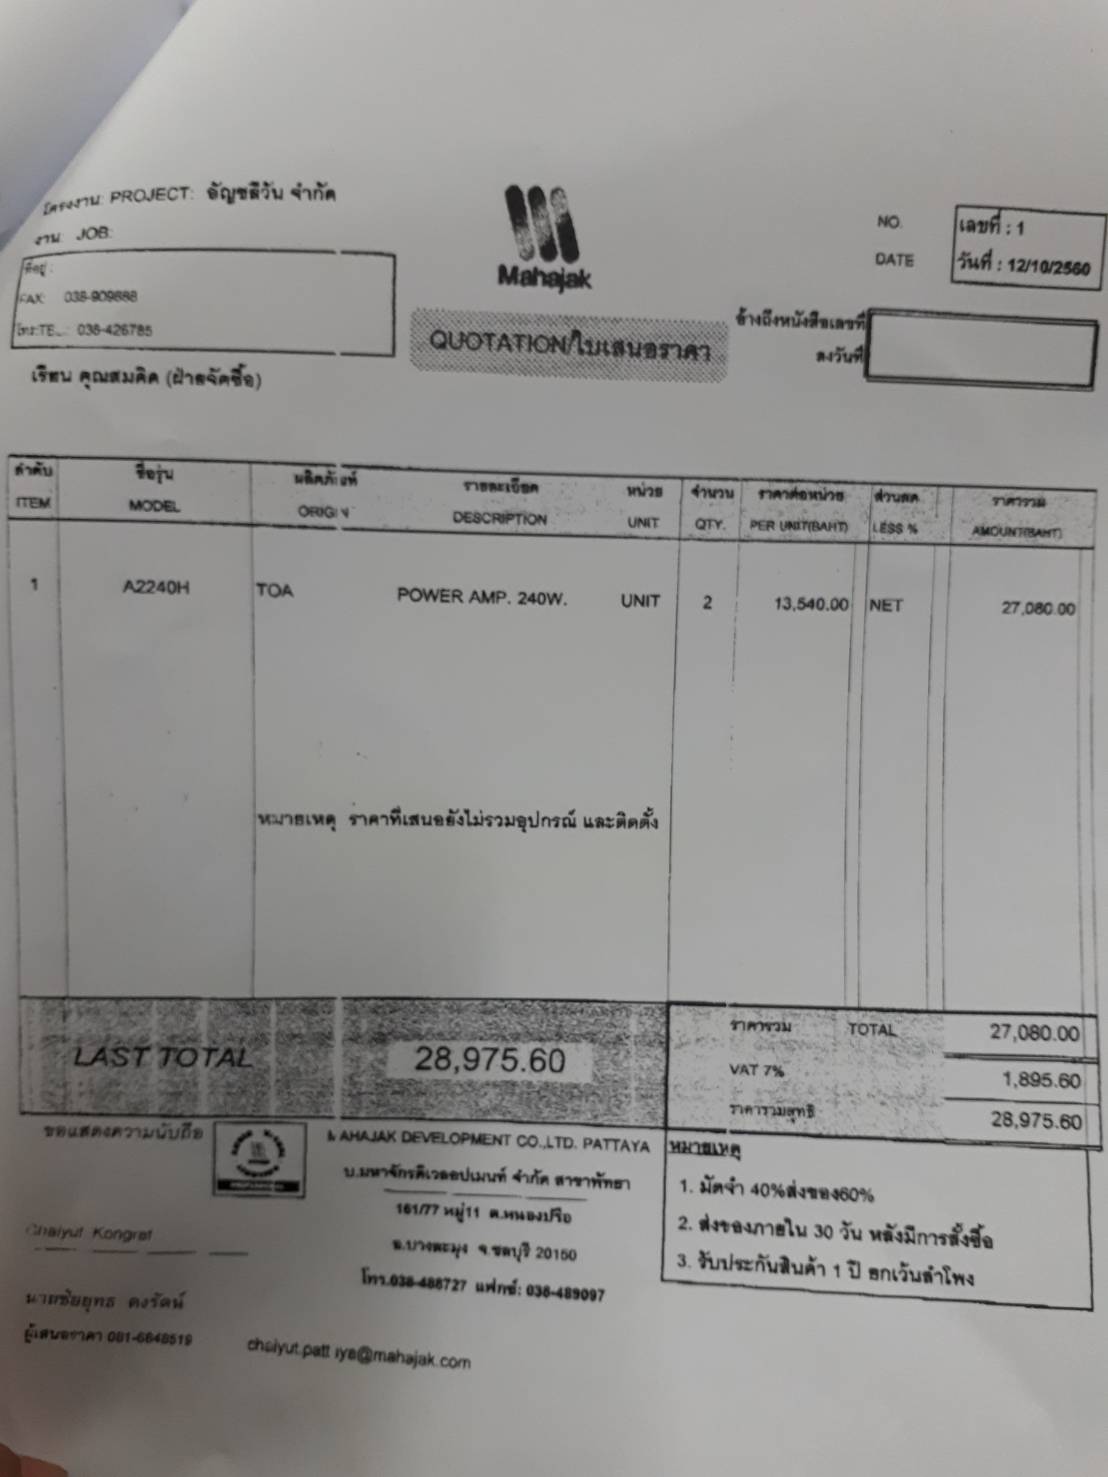 โครงงาน: PROJECT: อัญชลีวัน จำกัด
งาน: JOB:
ที่อยู่ :
FAX: 038-909888
โทร:TEL.: 038-426785
เรียน คุณสมคิด (ฝ่ายจัดซื้อ)
Mahajak
QUOTATION/ใบเสนอราคา
NO. เลขที่ : 1
DATE วันที่ : 12/10/2560
อ้างถึงหนังสือเลขที่
ลงวันที่
ลำดับ ชื่อรุ่น ผลิตภัณฑ์ รายละเอียด หน่วย จำนวน ราคาต่อหน่วย ส่วนลด ราคารวม
ITEM MODEL ORIGIN DESCRIPTION UNIT QTY. PER UNIT(BAHT) LESS % AMOUNT(BAHT)
1 A2240H TOA POWER AMP. 240W. UNIT 2 13,540.00 NET 27,080.00
หมายเหตุ ราคาที่เสนอยังไม่รวมอุปกรณ์ และติดตั้ง
LAST TOTAL 28,975.60
ราคารวม TOTAL 27,080.00
VAT 7% 1,895.60
ราคารวมสุทธิ 28,975.60
ขอแสดงความนับถือ
Chaiyut Kongrat
นายชัยยุทธ คงรัตน์
ผู้เสนอราคา 081-6648519
MAHAJAK DEVELOPMENT CO.,LTD. PATTAYA
บ.มหาจักรดีเวลอปเมนท์ จำกัด สาขาพัทยา
161/77 หมู่11 ต.หนองปรือ
อ.บางละมุง จ.ชลบุรี 20150
โทร.038-488727 แฟกซ์: 038-489097
chaiyut.pattaya@mahajak.com
หมายเหตุ
1. มัดจำ 40%ส่งของ60%
2. ส่งของภายใน 30 วัน หลังมีการสั่งซื้อ
3. รับประกันสินค้า 1 ปี ยกเว้นลำโพง